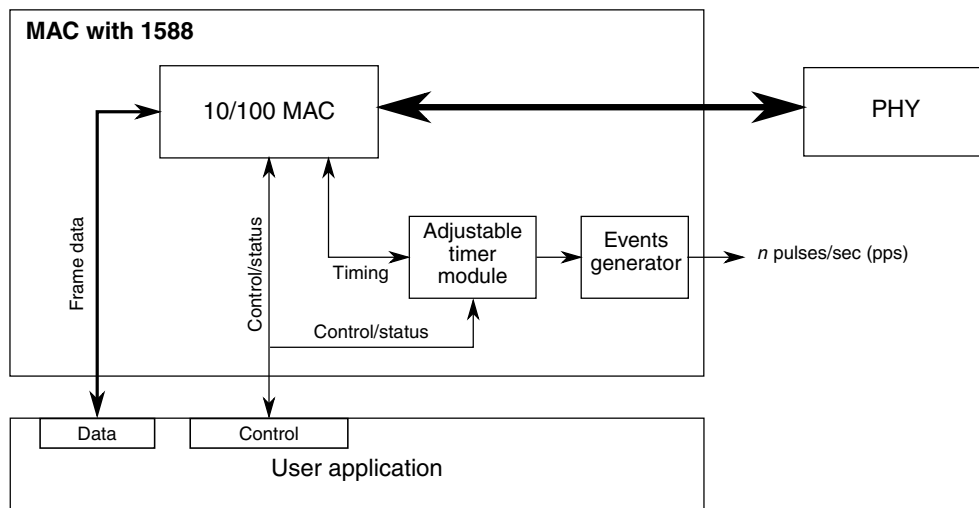 MAC with 1588
10/100 MAC
PHY
Frame data
Control/status
Timing
Adjustable
timer
module
Events
generator
n pulses/sec (pps)
Control/status
Data
Control
User application